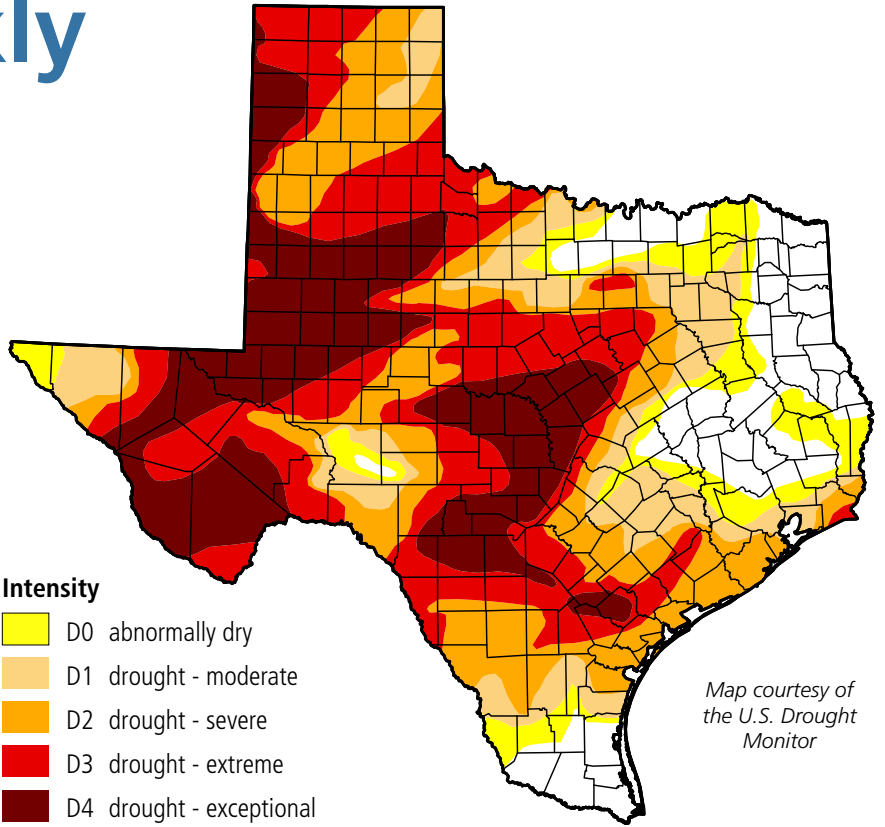 Intensity
D0 abnormally dry
D1 drought - moderate
D2 drought - severe
D3 drought - extreme
D4 drought - exceptional
Map courtesy of
the U.S. Drought
Monitor